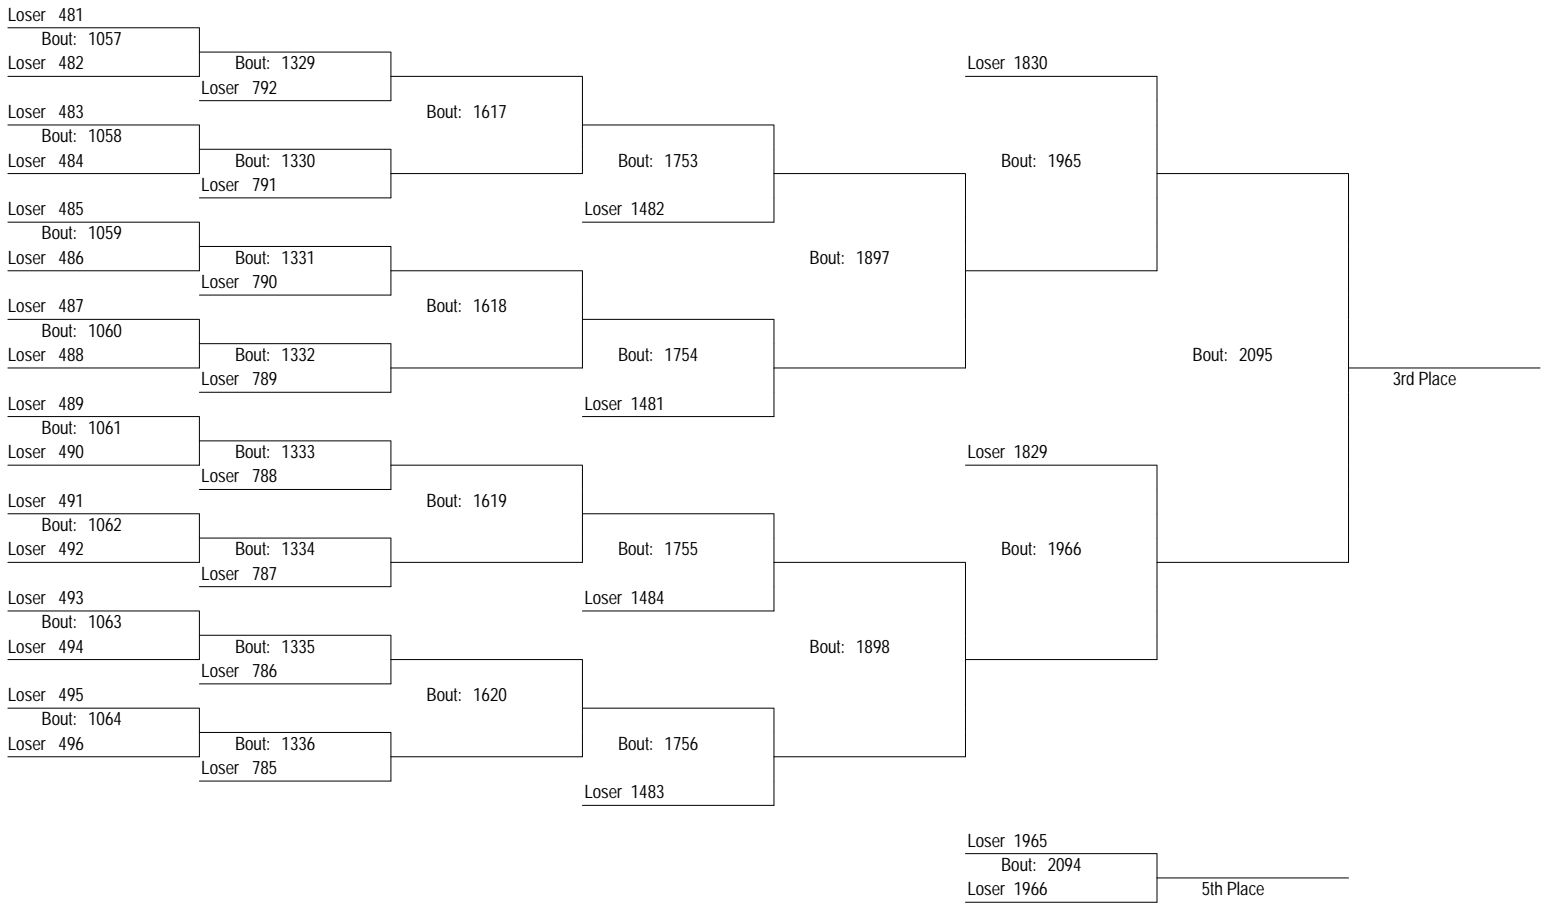 Loser 481
Bout: 1057
Loser 482
Bout: 1329
Loser 792
Loser 483
Bout: 1058
Loser 484
Bout: 1330
Loser 791
Loser 485
Bout: 1059
Loser 486
Bout: 1331
Loser 790
Loser 487
Bout: 1060
Loser 488
Bout: 1332
Loser 789
Loser 489
Bout: 1061
Loser 490
Bout: 1333
Loser 788
Loser 491
Bout: 1062
Loser 492
Bout: 1334
Loser 787
Loser 493
Bout: 1063
Loser 494
Bout: 1335
Loser 786
Loser 495
Bout: 1064
Loser 496
Bout: 1336
Loser 785
Bout: 1617
Bout: 1618
Bout: 1619
Bout: 1620
Bout: 1753
Loser 1482
Bout: 1754
Loser 1481
Bout: 1755
Loser 1484
Bout: 1756
Loser 1483
Bout: 1897
Bout: 1898
Loser 1830
Bout: 1965
Loser 1829
Bout: 1966
Bout: 2095
3rd Place
Loser 1965
Bout: 2094
Loser 1966
5th Place